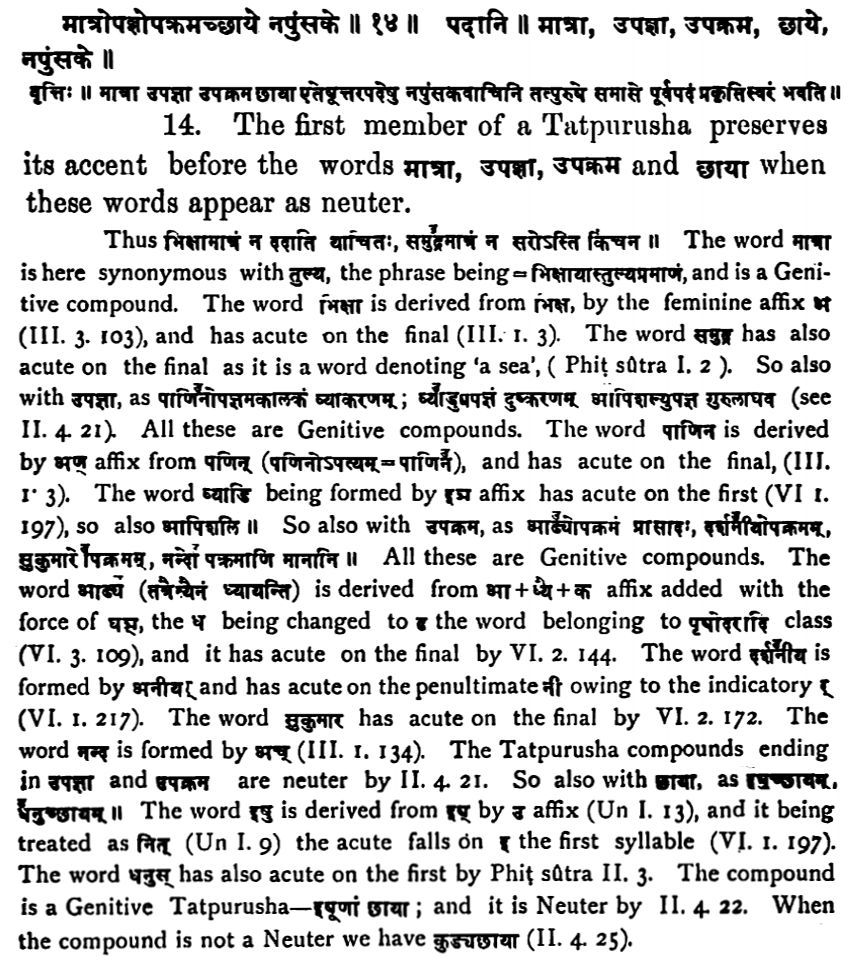 मात्रोपज्ञोपक्रमच्छाये नपुंसके ॥ १४ ॥ पदानि ॥ मात्रा, उपज्ञा, उपक्रम, छाये,
नपुंसके ॥
वृत्तिः ॥ मात्रा उपज्ञा उपक्रम छाया एतेषूत्तरपदेषु नपुंसकवाचिनि तत्पुरुषे समासे पूर्वपदं प्रकृतिस्वरं भवति ॥
14. The first member of a Tatpurusha preserves
its accent before the words मात्रा, उपज्ञा, उपक्रम and छाया when
these words appear as neuter.
Thus भिक्षामात्रं न ददाति याचितः, समुद्रमात्रं न सरोऽस्ति किंचन ॥ The word मात्रा
is here synonymous with तुल्य, the phrase being=भिक्षायास्तुल्यप्रमाणं, and is a Geni-
tive compound. The word भिक्षा is derived from भिक्ष, by the feminine affix अ
(III. 3. 103), and has acute on the final (III. 1. 3). The word समुद्र has also
acute on the final as it is a word denoting 'a sea', ( Phiṭ sûtra I. 2 ). So also
with उपज्ञा, as पाणिनोपज्ञमकालकं व्याकरणम्; व्याड्युपज्ञं दुष्करणम् आपिशल्युपज्ञ गुरुलाघव (see
II. 4. 21). All these are Genitive compounds. The word पाणिन is derived
by अण् affix from पणिन् (पणिनोऽपत्यम्=पाणिनँ), and has acute on the final, (III.
1. 3). The word व्याडि being formed by इञ affix has acute on the first (VI 1.
197), so also आपिशलि ॥ So also with उपक्रम, as आढ्योपक्रमं प्रासादः, दर्शनीयोपक्रमम्,
सुकुमारोपक्रमम्, नन्दोपक्रमाणि मानानि ॥ All these are Genitive compounds. The
word आढ्य (तत्रैत्यैनं ध्यायन्ति) is derived from आ+ध्यै+क affix added with the
force of घञ्, the ध being changed to ढ the word belonging to पृषोदरादि class
(VI. 3. 109), and it has acute on the final by VI. 2. 144. The word दर्शनीय is
formed by अनीयर् and has acute on the penultimate नी owing to the indicatory र्
(VI. 1. 217). The word सुकुमार has acute on the final by VI. 2. 172. The
word नन्द is formed by अच् (III. 1. 134). The Tatpurusha compounds ending
in उपज्ञा and उपक्रम are neuter by II. 4. 21. So also with छाया, as इषुच्छायम्,
धनुच्छायम् ॥ The word इषु is derived from इष् by उ affix (Un I. 13), and it being
treated as नित् (Un I. 9) the acute falls on इ the first syllable (VI. 1. 197).
The word धनुस् has also acute on the first by Phiṭ sûtra II. 3. The compound
is a Genitive Tatpurusha—इषूणां छाया; and it is Neuter by II. 4. 22. When
the compound is not a Neuter we have कुड्यछाया (II. 4. 25).